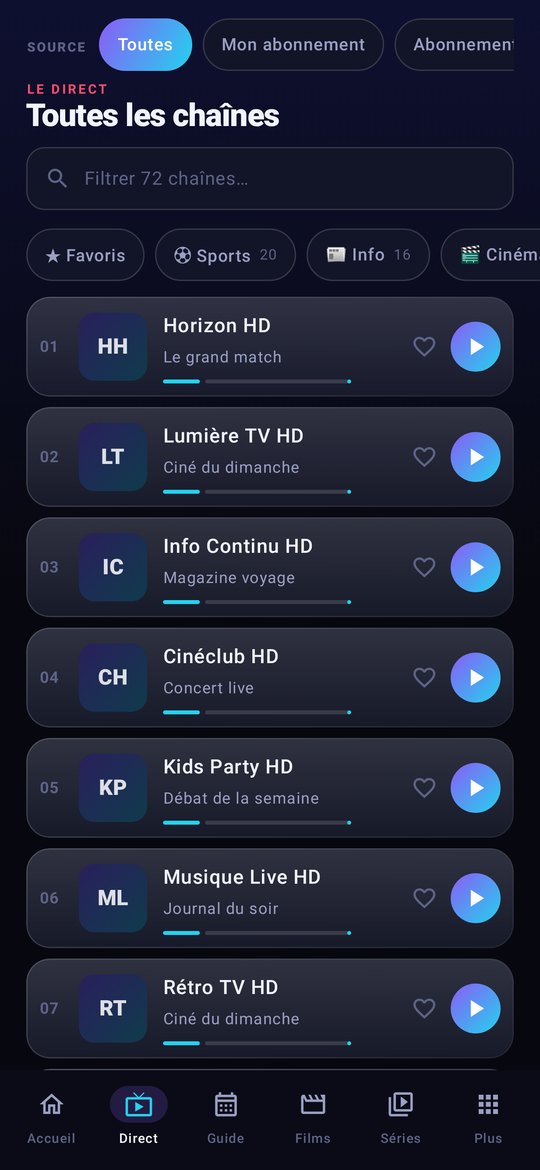 SOURCE Toutes Mon abonnement Abonnement
LE DIRECT
Toutes les chaînes
Filtrer 72 chaînes…
★ Favoris Sports 20 Info 16 Ciném
01 HH Horizon HD
Le grand match
02 LT Lumière TV HD
Ciné du dimanche
03 IC Info Continu HD
Magazine voyage
04 CH Cinéclub HD
Concert live
05 KP Kids Party HD
Débat de la semaine
06 ML Musique Live HD
Journal du soir
07 RT Rétro TV HD
Ciné du dimanche
Accueil Direct Guide Films Séries Plus